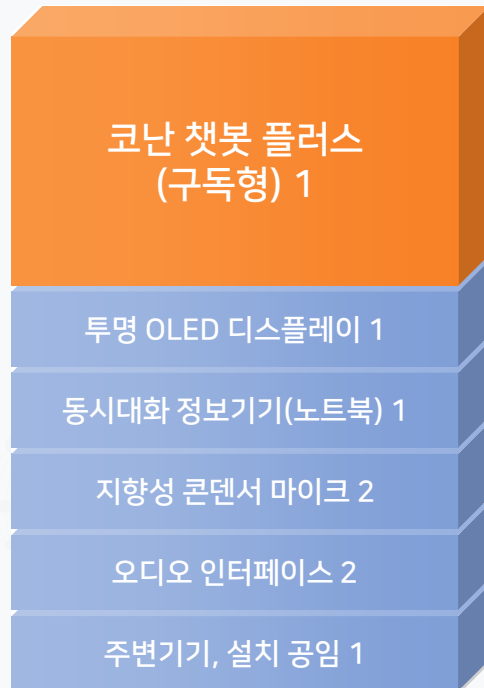 코난 챗봇 플러스
(구독형) 1
투명 OLED 디스플레이 1
동시대화 정보기기(노트북) 1
지향성 콘덴서 마이크 2
오디오 인터페이스 2
주변기기, 설치 공임 1